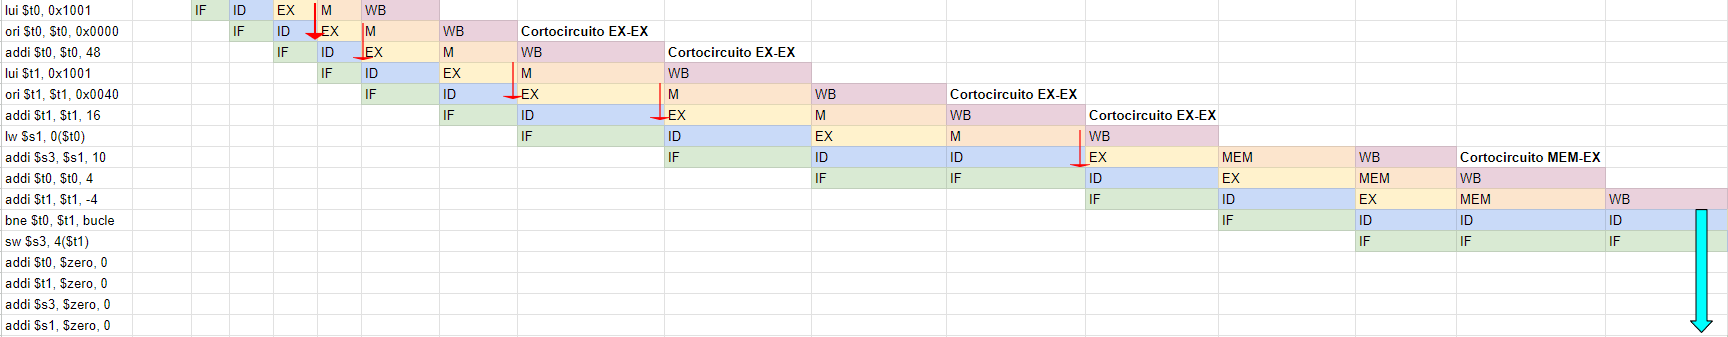 lui $t0, 0x1001 IF ID EX M WB
ori $t0, $t0, 0x0000 IF ID EX M WB Cortocircuito EX-EX
addi $t0, $t0, 48 IF ID EX M WB Cortocircuito EX-EX
lui $t1, 0x1001 IF ID EX M WB
ori $t1, $t1, 0x0040 IF ID EX M WB Cortocircuito EX-EX
addi $t1, $t1, 16 IF ID EX M WB Cortocircuito EX-EX
lw $s1, 0($t0) IF ID EX M WB
addi $s3, $s1, 10 IF ID ID EX MEM WB Cortocircuito MEM-EX
addi $t0, $t0, 4 IF IF ID EX MEM WB
addi $t1, $t1, -4 IF ID EX MEM WB
bne $t0, $t1, bucle IF ID ID ID
sw $s3, 4($t1) IF IF IF
addi $t0, $zero, 0
addi $t1, $zero, 0
addi $s3, $zero, 0
addi $s1, $zero, 0